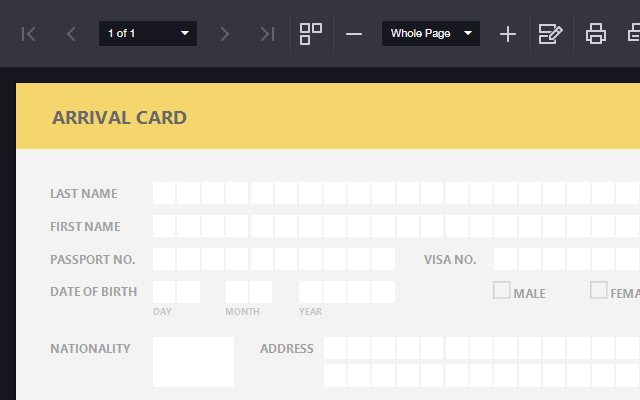 1 of 1 Whole Page
ARRIVAL CARD
LAST NAME
FIRST NAME
PASSPORT NO. VISA NO.
DATE OF BIRTH MALE FEMA
DAY MONTH YEAR
NATIONALITY ADDRESS